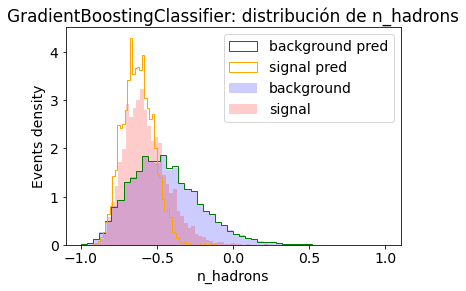 GradientBoostingClassifier: distribución de n_hadrons
background pred
signal pred
background
signal
Events density
4
3
2
1
0
−1.0 −0.5 0.0 0.5 1.0
n_hadrons